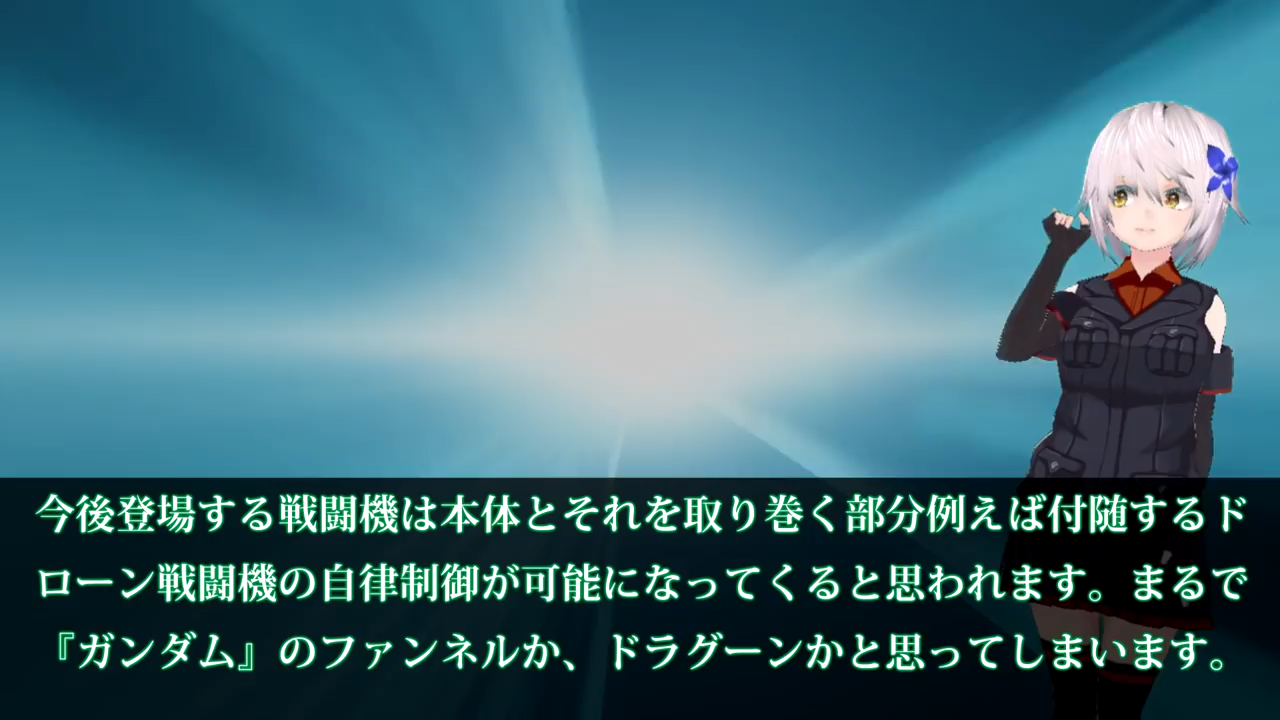 今後登場する戦闘機は本体とそれを取り巻く部分例えば付随するド
ローン戦闘機の自律制御が可能になってくると思われます。まるで
『ガンダム』のファンネルか、ドラグーンかと思ってしまいます。